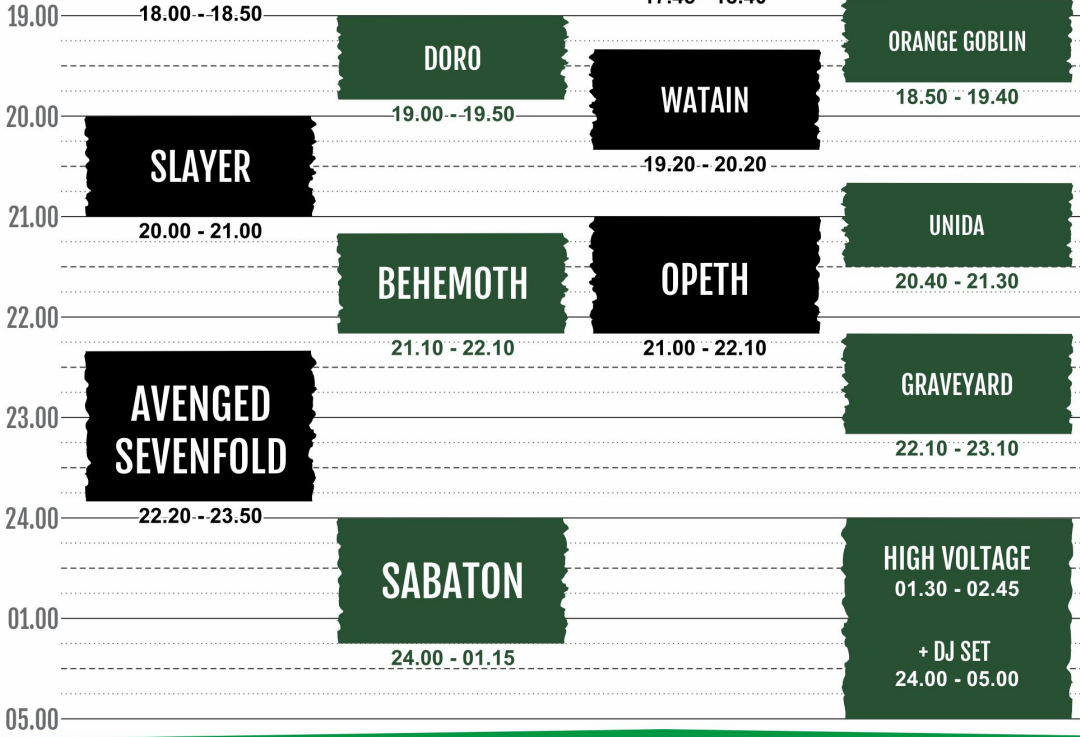 19.00
20.00
21.00
22.00
23.00
24.00
01.00
05.00
18.00 - 18.50
SLAYER
20.00 - 21.00
AVENGED
SEVENFOLD
22.20 - 23.50
DORO
19.00 - 19.50
BEHEMOTH
21.10 - 22.10
SABATON
24.00 - 01.15
WATAIN
19.20 - 20.20
OPETH
21.00 - 22.10
ORANGE GOBLIN
18.50 - 19.40
UNIDA
20.40 - 21.30
GRAVEYARD
22.10 - 23.10
HIGH VOLTAGE
01.30 - 02.45
+ DJ SET
24.00 - 05.00